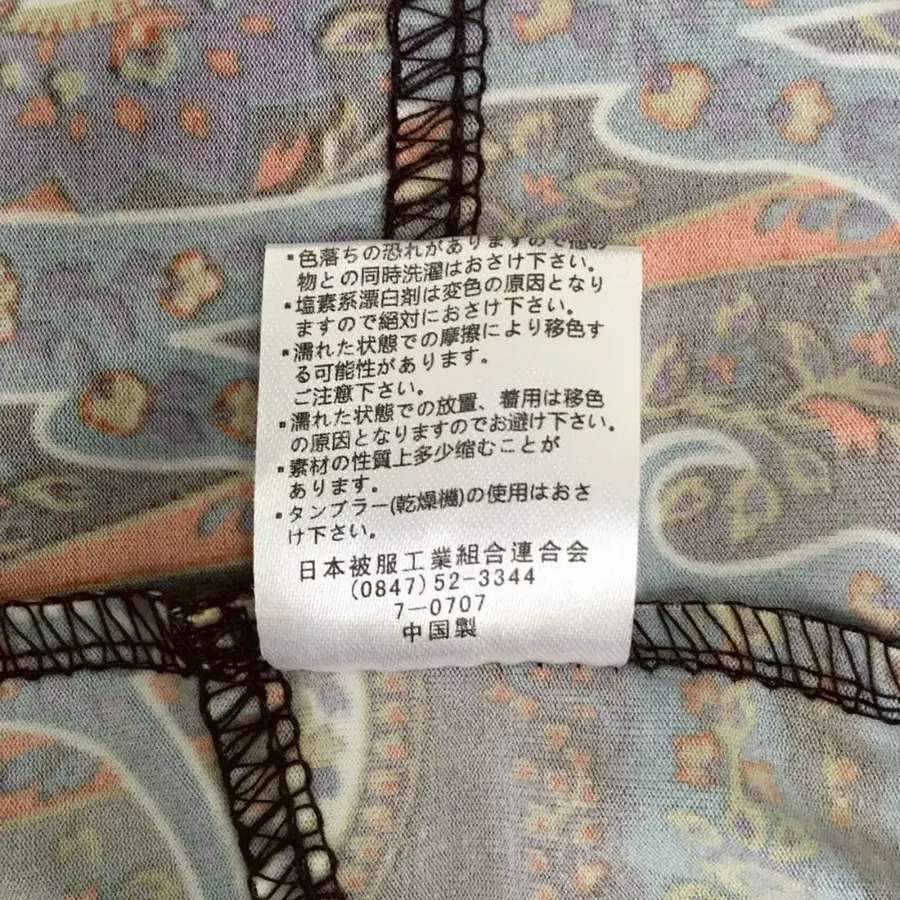 ▪色落ちの恐れがありますので他の
物との同時洗濯はおさけ下さい。
▪塩素系漂白剤は変色の原因となり
ますので絶対におさけ下さい。
▪濡れた状態での摩擦により移色す
る可能性があります。
ご注意下さい。
▪濡れた状態での放置、着用は移色
の原因となりますのでお避け下さい。
▪素材の性質上多少縮むことが
あります。
▪タンブラー(乾燥機)の使用はおさ
け下さい。
日本被服工業組合連合会
(0847)52-3344
7-0707
中国製